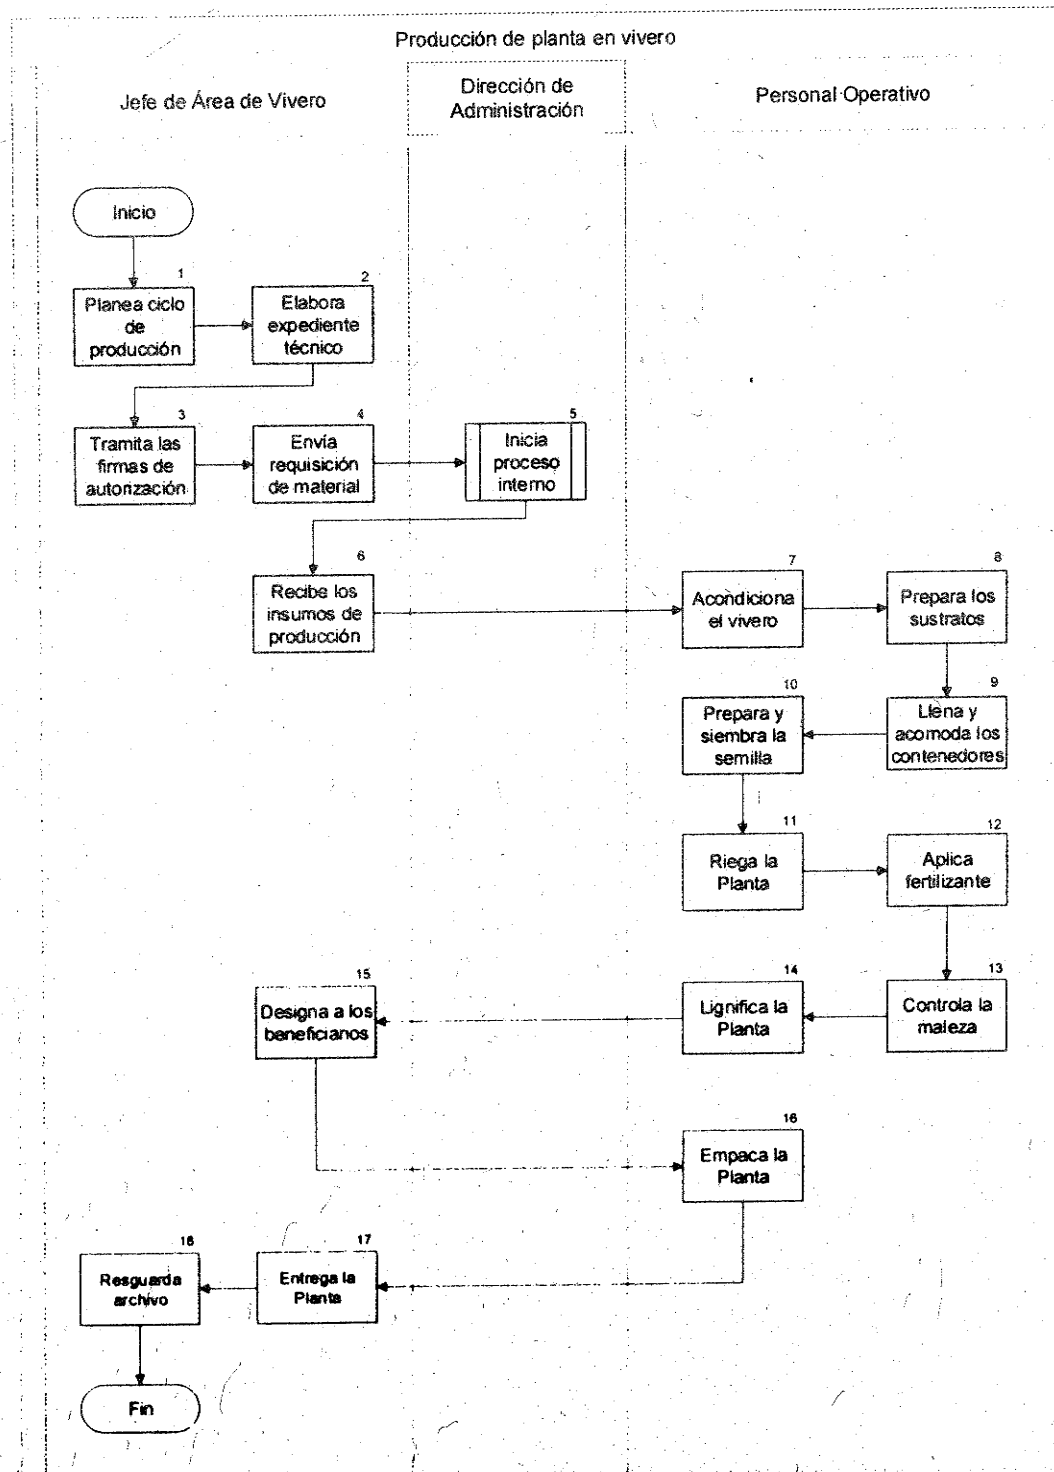 Producción de planta en vivero
Jefe de Área de Vivero
Dirección de
Administración
Personal Operativo
Inicio
1
Planea ciclo
de
producción
2
Elabora
expediente
técnico
3
Tramita las
firmas de
autorización
4
Envía
requisición
de material
5
Inicia
proceso
interno
6
Recibe los
insumos de
producción
7
Acondiciona
el vivero
8
Prepara los
sustratos
9
Llena y
acomoda los
contenedores
10
Prepara y
siembra la
semilla
11
Riega la
Planta
12
Aplica
fertilizante
13
Controla la
maleza
14
Lignifica la
Planta
15
Designa a los
beneficiarios
16
Empaca la
Planta
17
Entrega la
Planta
18
Resguarda
archivo
Fin